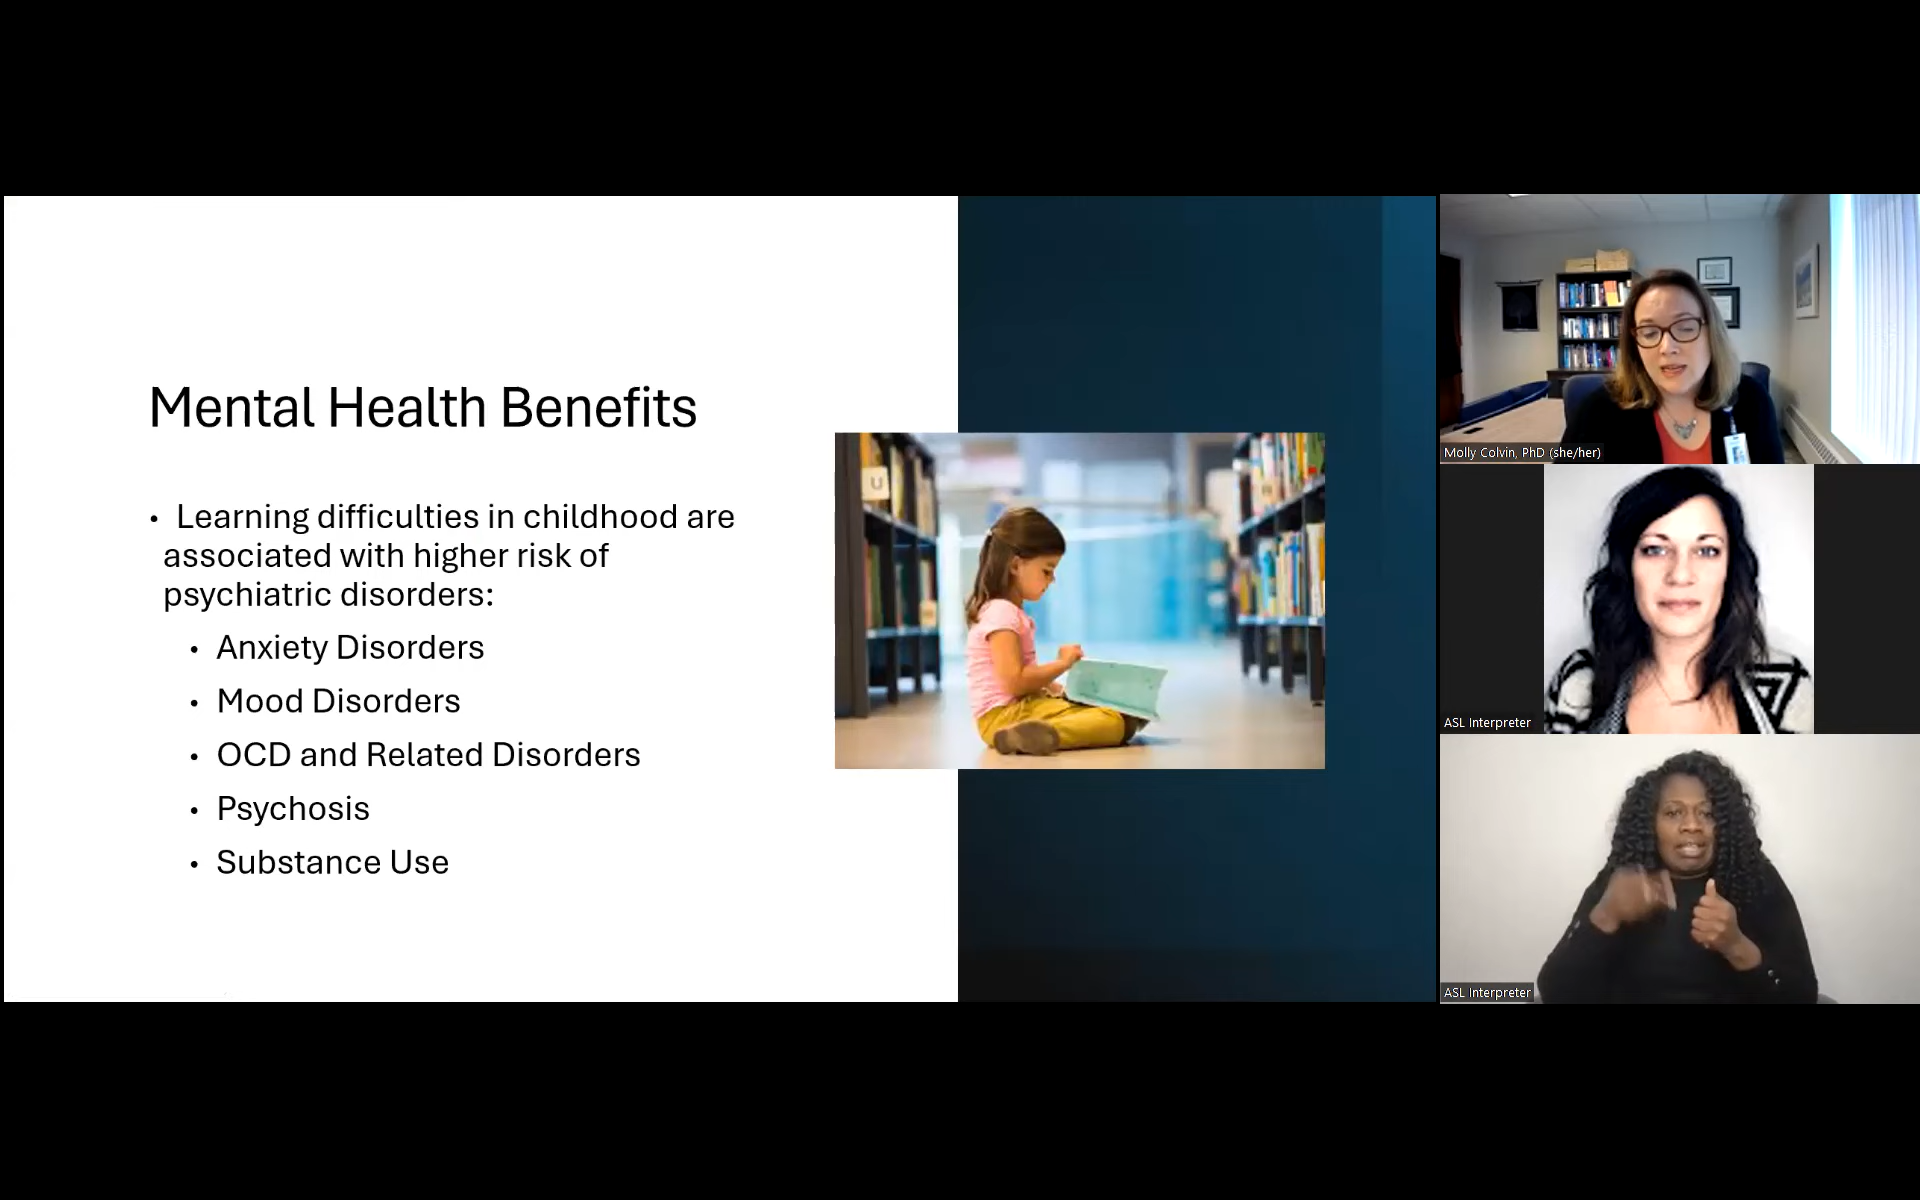 Mental Health Benefits
• Learning difficulties in childhood are
associated with higher risk of
psychiatric disorders:
• Anxiety Disorders
• Mood Disorders
• OCD and Related Disorders
• Psychosis
• Substance Use
U
Molly Colvin, PhD (she/her)
ASL Interpreter
ASL Interpreter